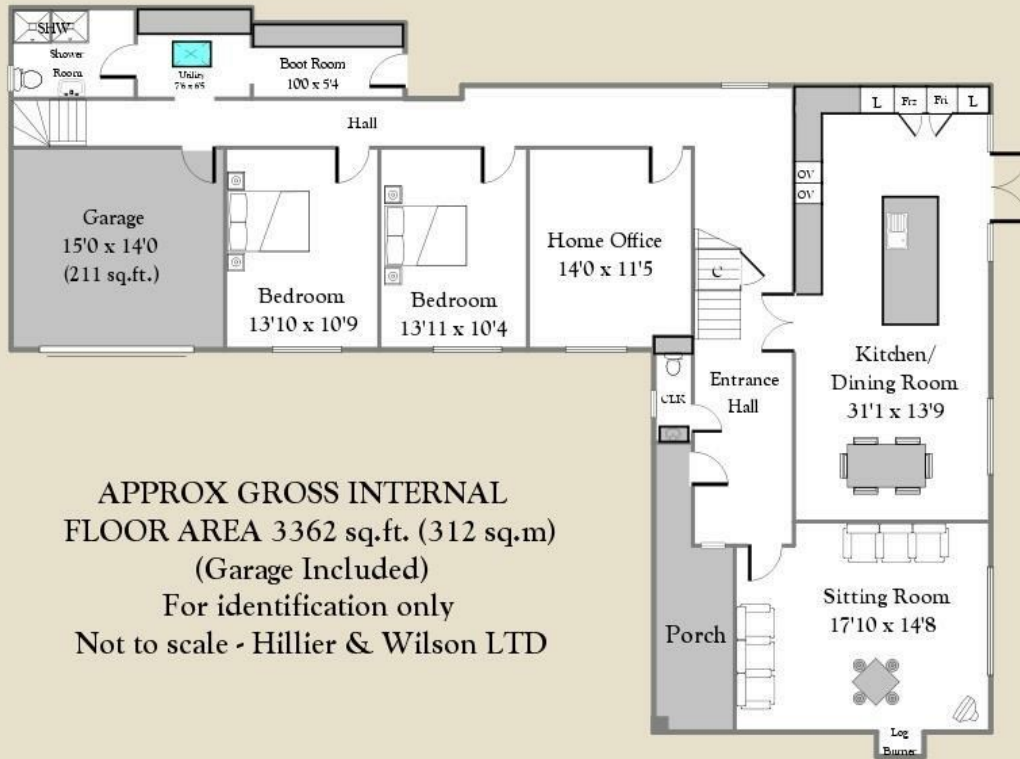 SHW
Shower
Room
Utility
7'6 x 6'5
Boot Room
10'0 x 5'4
Hall
L
Frz
Fri
L
OV
OV
Garage
15'0 x 14'0
(211 sq.ft.)
Bedroom
13'10 x 10'9
Bedroom
13'11 x 10'4
Home Office
14'0 x 11'5
C
Kitchen/
Dining Room
31'1 x 13'9
Entrance
Hall
CLK
APPROX GROSS INTERNAL
FLOOR AREA 3362 sq.ft. (312 sq.m)
(Garage Included)
For identification only
Not to scale - Hillier & Wilson LTD
Porch
Sitting Room
17'10 x 14'8
Log
Burner